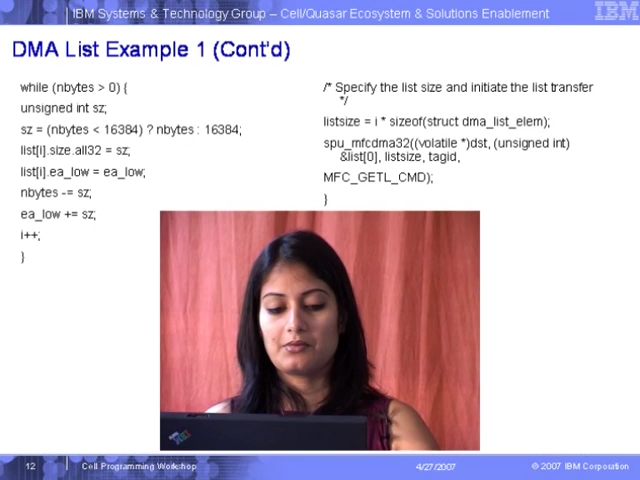 IBM Systems & Technology Group – Cell/Quasar Ecosystem & Solutions Enablement
IBM
DMA List Example 1 (Cont'd)
while (nbytes > 0) {
unsigned int sz;
sz = (nbytes < 16384) ? nbytes : 16384;
list[i].size.all32 = sz;
list[i].ea_low = ea_low;
nbytes -= sz;
ea_low += sz;
i++;
}
/* Specify the list size and initiate the list transfer
*/
listsize = i * sizeof(struct dma_list_elem);
spu_mfcdma32((volatile *)dst, (unsigned int)
&list[0], listsize, tagid,
MFC_GETL_CMD);
}
12
Cell Programming Workshop
4/27/2007
© 2007 IBM Corporation